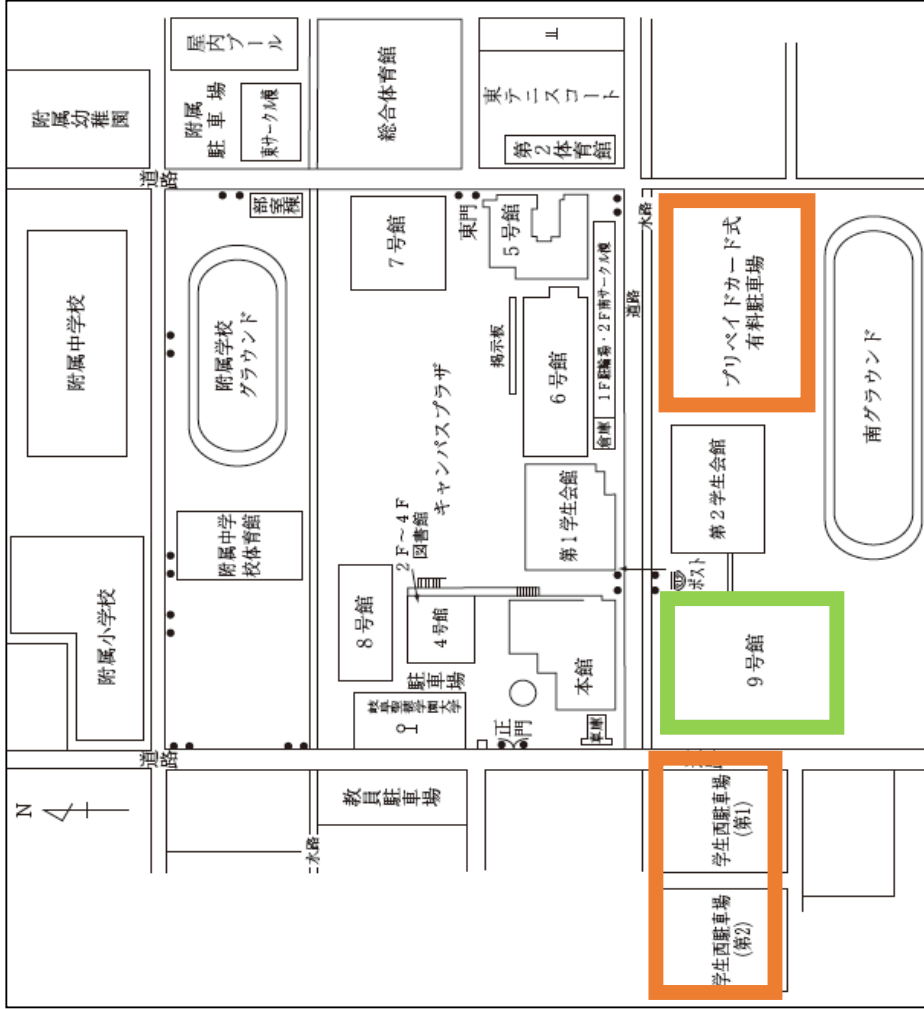 N
附属小学校
附属中学校
附属
幼稚園
道路
道路
附属中学
校体育館
附属学校
グラウンド
附属
駐車場
屋内プール
東サークル棟
部室棟
水路
教員駐車場
岐阜聖徳学園大学
8号館
7号館
総合体育館
駐車場
4号館
2F～4F
図書館
キャンパスプラザ
東門
正門
掲示板
5号館
東テニスコート
第2体育館
本館
第1学生会館
6号館
車庫
倉庫
1F駐輪場・2F南サークル棟
道路
水路
ポスト
学生西駐車場
(第2)
学生西駐車場
(第1)
9号館
第2学生会館
プリペイドカード式
有料駐車場
南グラウンド